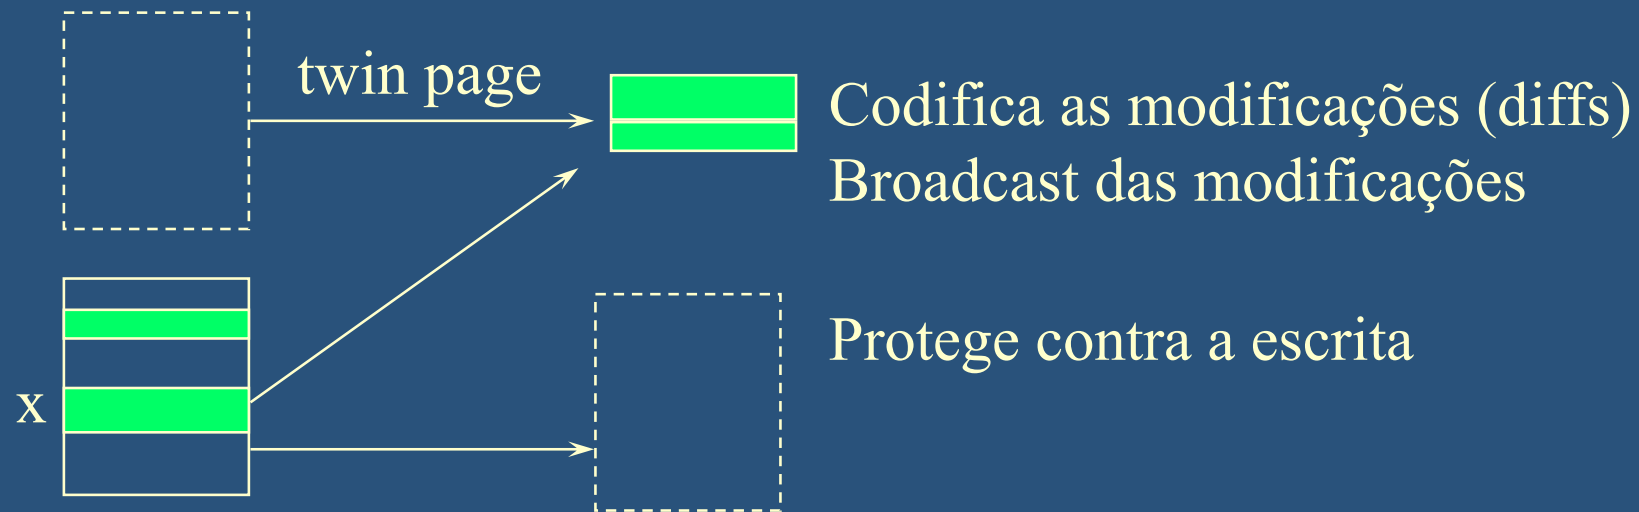 twin page
Codifica as modificações (diffs)
Broadcast das modificações
Protege contra a escrita
x